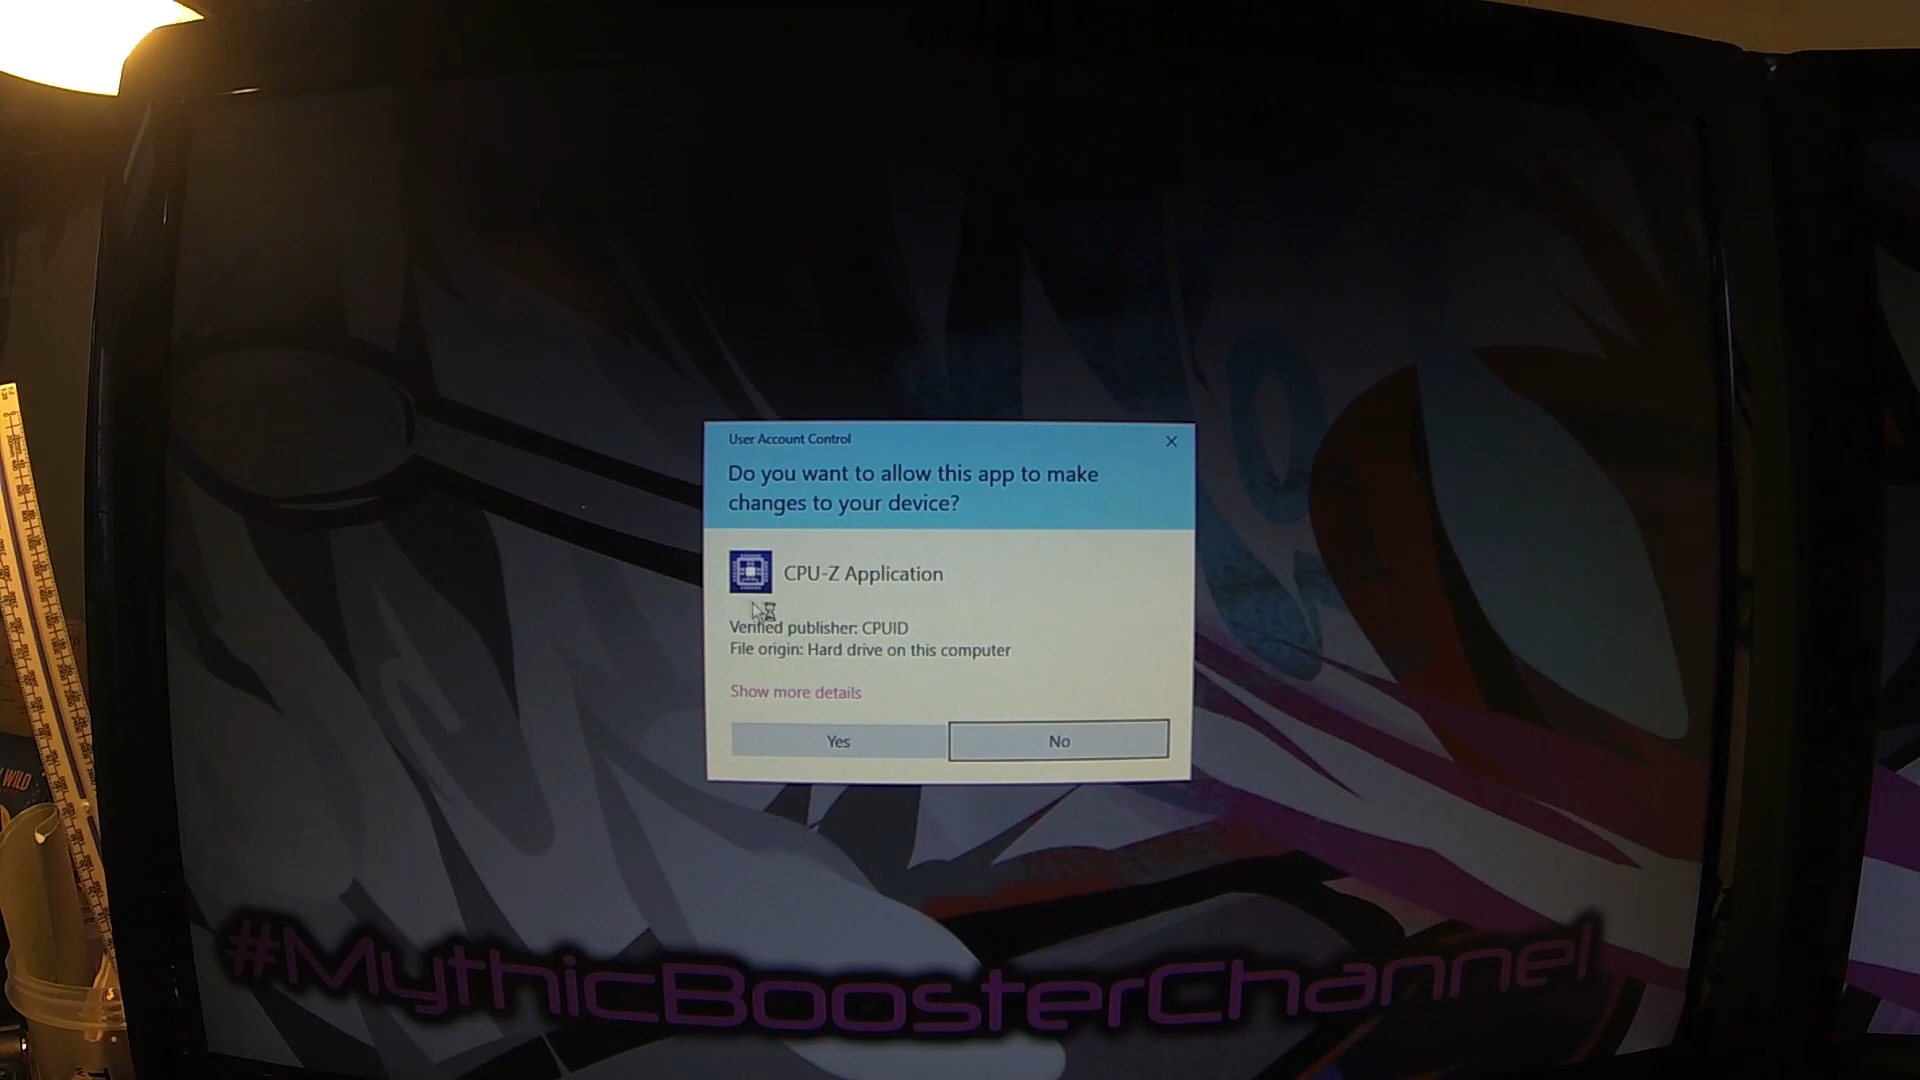 User Account Control
Do you want to allow this app to make
changes to your device?
CPU-Z Application
Verified publisher: CPUID
File origin: Hard drive on this computer
Show more details
Yes
No
WILD
#MythicBoosterChannel